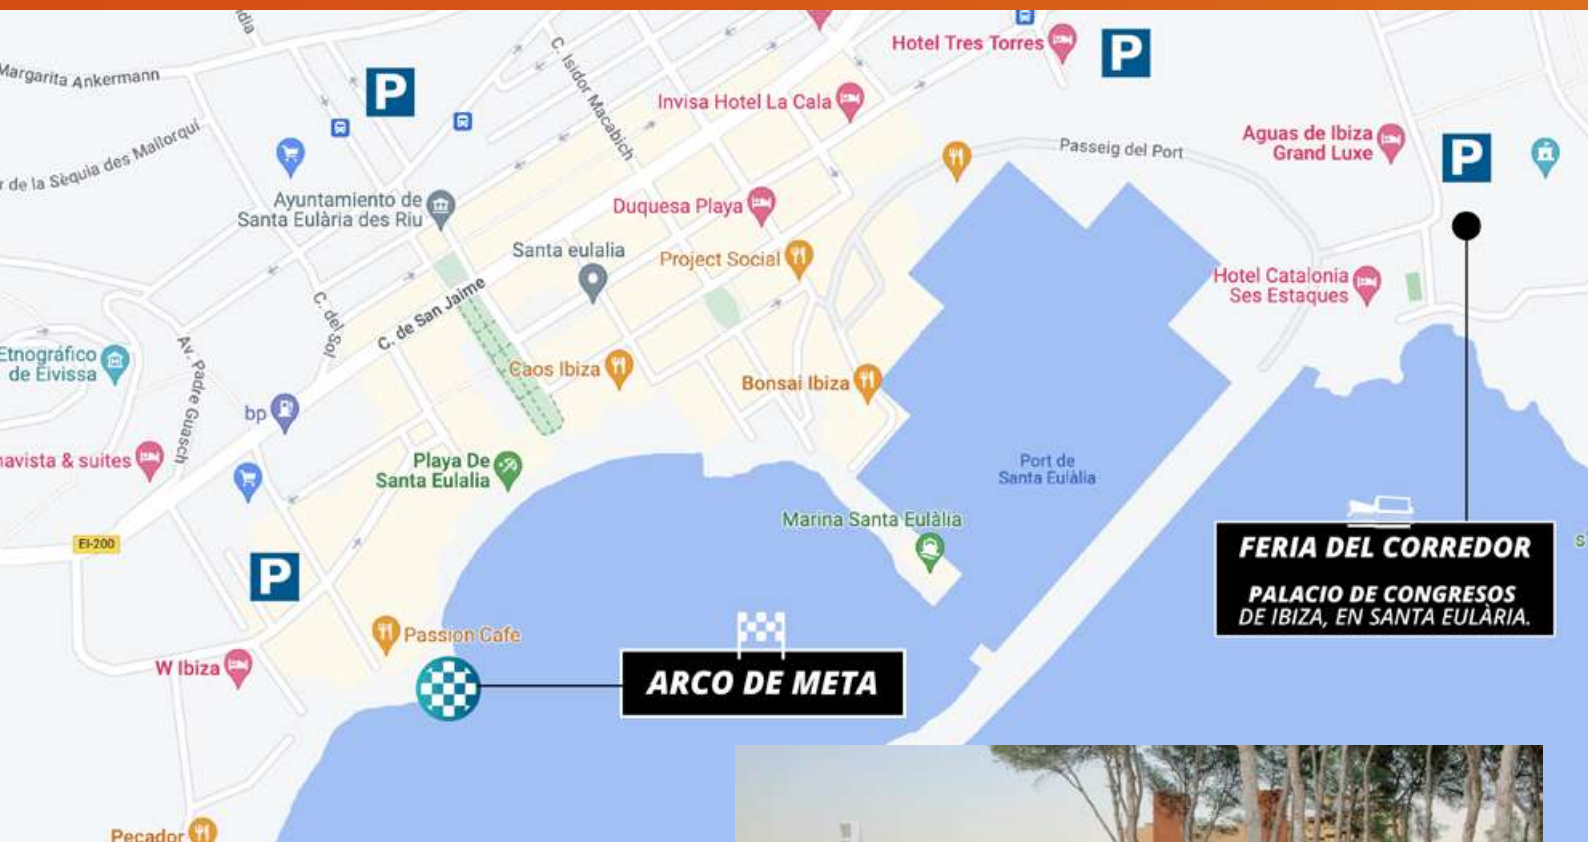 Margarita Ankermann
P
C. Isidor Macabich
Hotel Tres Torres
P
Invisa Hotel La Cala
r de la Sèquia des Mallorquí
Passeig del Port
Aguas de Ibiza
Grand Luxe
P
Ayuntamiento de
Santa Eulària des Riu
Duquesa Playa
Santa eulalia
Project Social
Hotel Catalonia
Ses Estaques
C. de San Jaime
C. del Sol
Etnográfico
de Eivissa
Av. Padre Guasch
Caos Ibiza
Bonsai Ibiza
bp
navista & suites
Playa De
Santa Eulalia
Port de
Santa Eulàlia
Marina Santa Eulàlia
EI-200
FERIA DEL CORREDOR
PALACIO DE CONGRESOS
DE IBIZA, EN SANTA EULÀRIA.
P
Passion Cafe
W Ibiza
ARCO DE META
Pecador